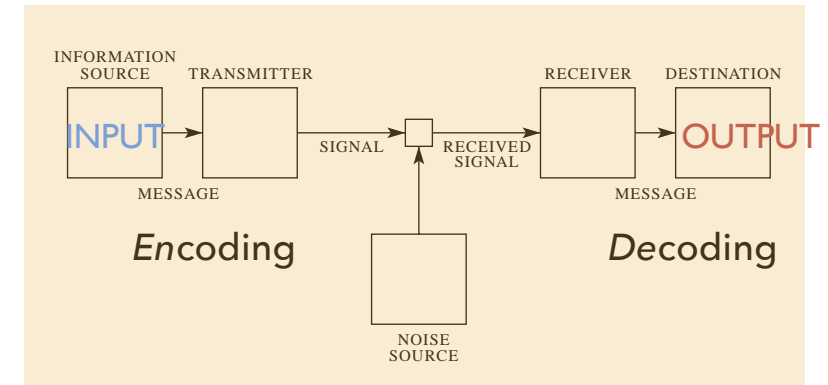 INFORMATION
SOURCE
TRANSMITTER
RECEIVER
DESTINATION
INPUT
OUTPUT
SIGNAL
RECEIVED
SIGNAL
MESSAGE
MESSAGE
Encoding
Decoding
NOISE
SOURCE